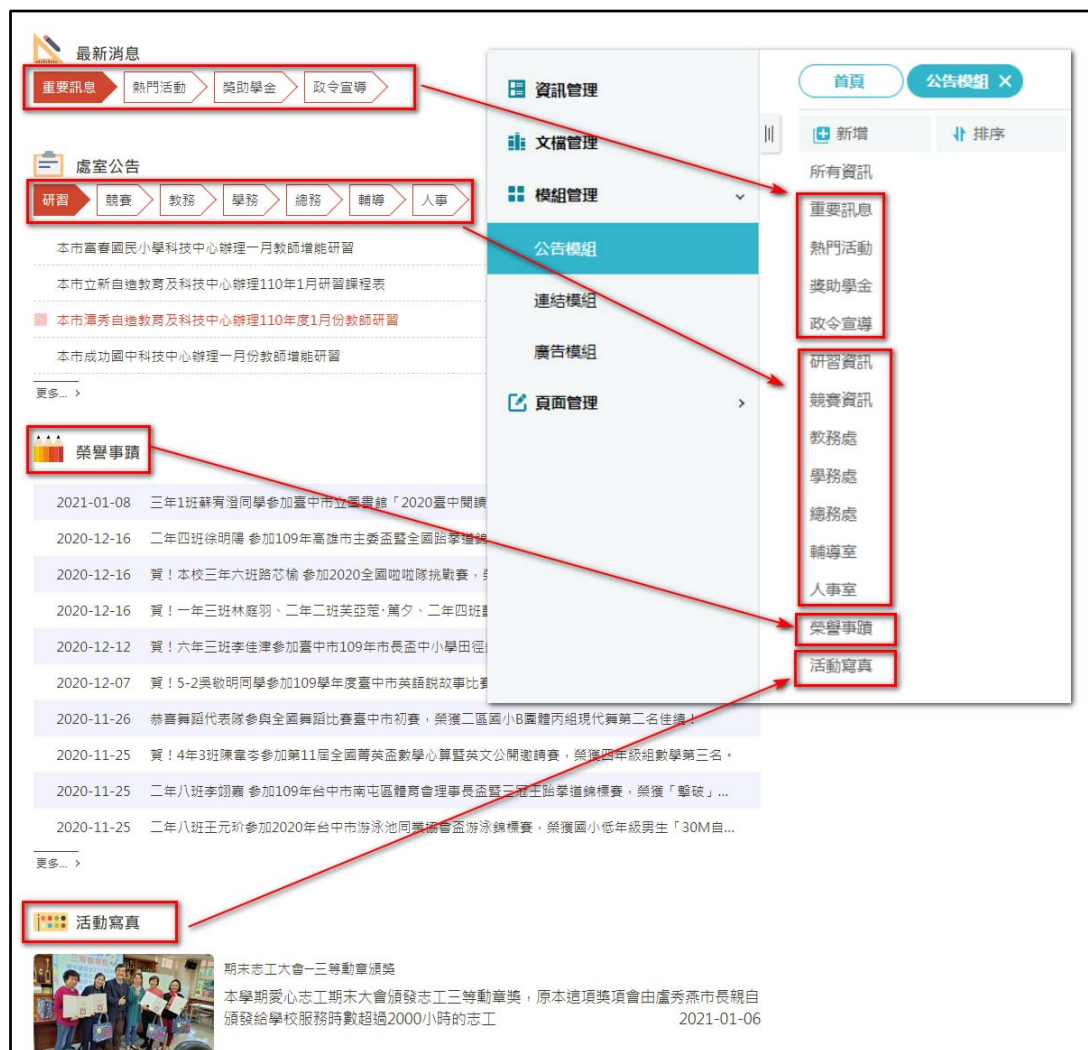 最新消息
重要訊息 熱門活動 獎助學金 政令宣導
處室公告
研習 競賽 教務 學務 總務 輔導 人事
本市富春國民小學科技中心辦理一月教師增能研習
本市立新自造教育及科技中心辦理110年1月研習課程表
本市潭秀自造教育及科技中心辦理110年度1月份教師研習
本市成功國中科技中心辦理一月份教師增能研習
更多... >
榮譽事蹟
2021-01-08 三年1班蘇宥澄同學參加臺中市立圖書館「2020臺中閱讀
2020-12-16 二年四班徐明陽 參加109年高雄市主委盃暨全國跆拳道錦
2020-12-16 賀！本校三年六班路芯榆 參加2020全國啦啦隊挑戰賽，
2020-12-16 賀！一年三班林庭羽、二年二班芙亞萣·篤夕、二年四班
2020-12-12 賀！六年三班李佳津參加臺中市109年市長盃中小學田徑
2020-12-07 賀！5-2吳敏明同學參加109學年度臺中市英語說故事比賽
2020-11-26 恭喜舞蹈代表隊參與全國舞蹈比賽臺中市初賽，榮獲二區國小B團體丙組現代舞第二名佳績！
2020-11-25 賀！4年3班陳韋岑參加第11屆全國菁英盃數學心算暨英文公開邀請賽，榮獲四年級組數學第三名。
2020-11-25 二年八班李翊嘉 參加109年台中市南屯區體育會理事長盃暨三冠王跆拳道錦標賽，榮獲「擊破」...
2020-11-25 二年八班王元玠參加2020年台中市游泳池同業協會盃游泳錦標賽，榮獲國小低年級男生「30M自...
更多... >
活動寫真
期末志工大會─三等勳章頒獎
本學期愛心志工期末大會頒發志工三等勳章獎，原本這項獎項會由盧秀燕市長親自
頒發給學校服務時數超過2000小時的志工 2021-01-06
資訊管理
文檔管理
模組管理
公告模組
連結模組
廣告模組
頁面管理
首頁 公告模組 ×
新增 排序
所有資訊
重要訊息
熱門活動
獎助學金
政令宣導
研習資訊
競賽資訊
教務處
學務處
總務處
輔導室
人事室
榮譽事蹟
活動寫真